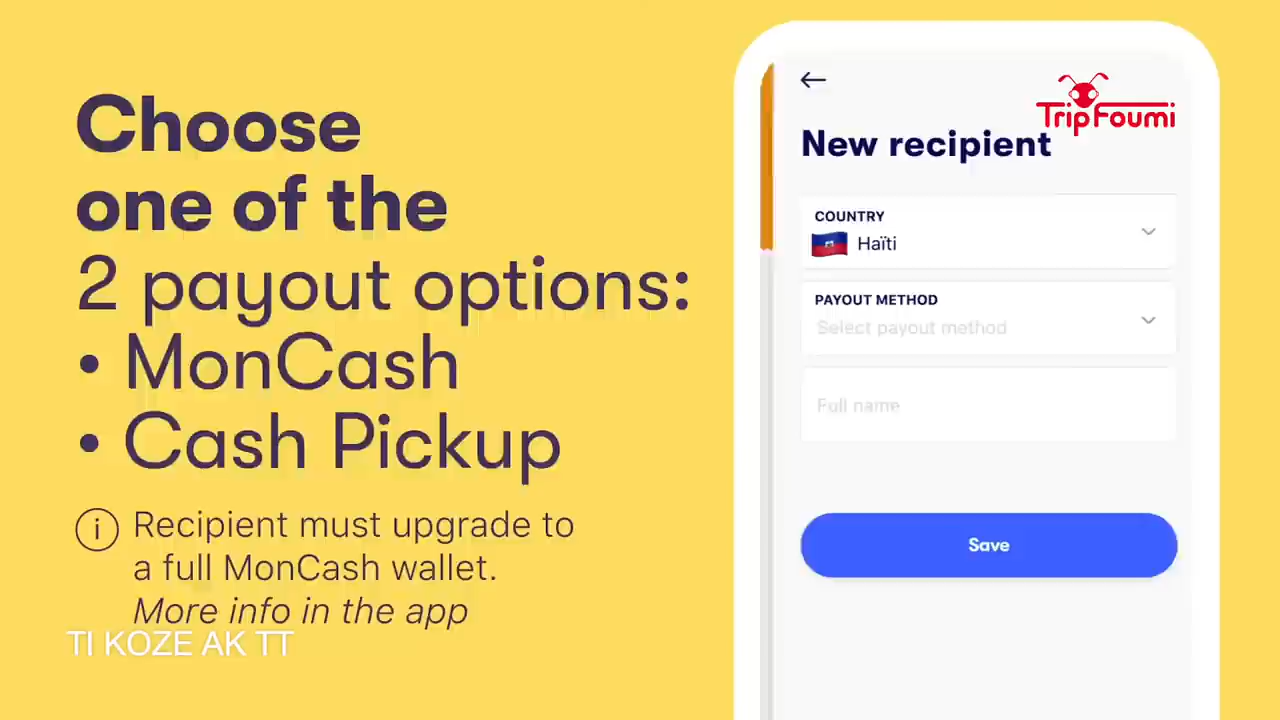 Choose
one of the
2 payout options:
• MonCash
• Cash Pickup
i Recipient must upgrade to
a full MonCash wallet.
More info in the app
TI KOZE AK TT
TripFoumi
New recipient
COUNTRY
Haïti
PAYOUT METHOD
Select payout method
Full name
Save